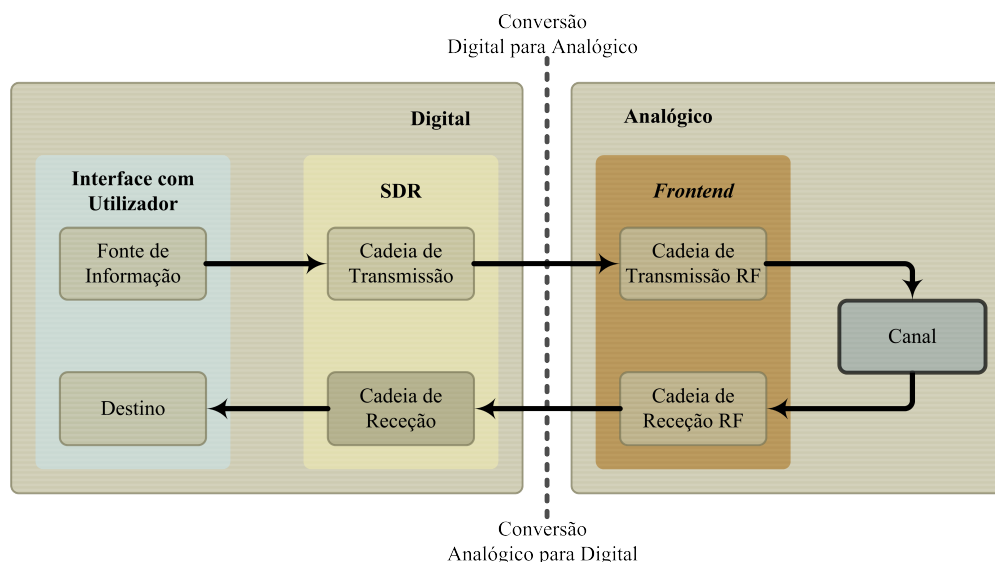 Conversão
Digital para Analógico
Digital
Analógico
Interface com
Utilizador
SDR
Frontend
Fonte de
Informação
Cadeia de
Transmissão
Cadeia de
Transmissão RF
Canal
Destino
Cadeia de
Receção
Cadeia de
Receção RF
Conversão
Analógico para Digital